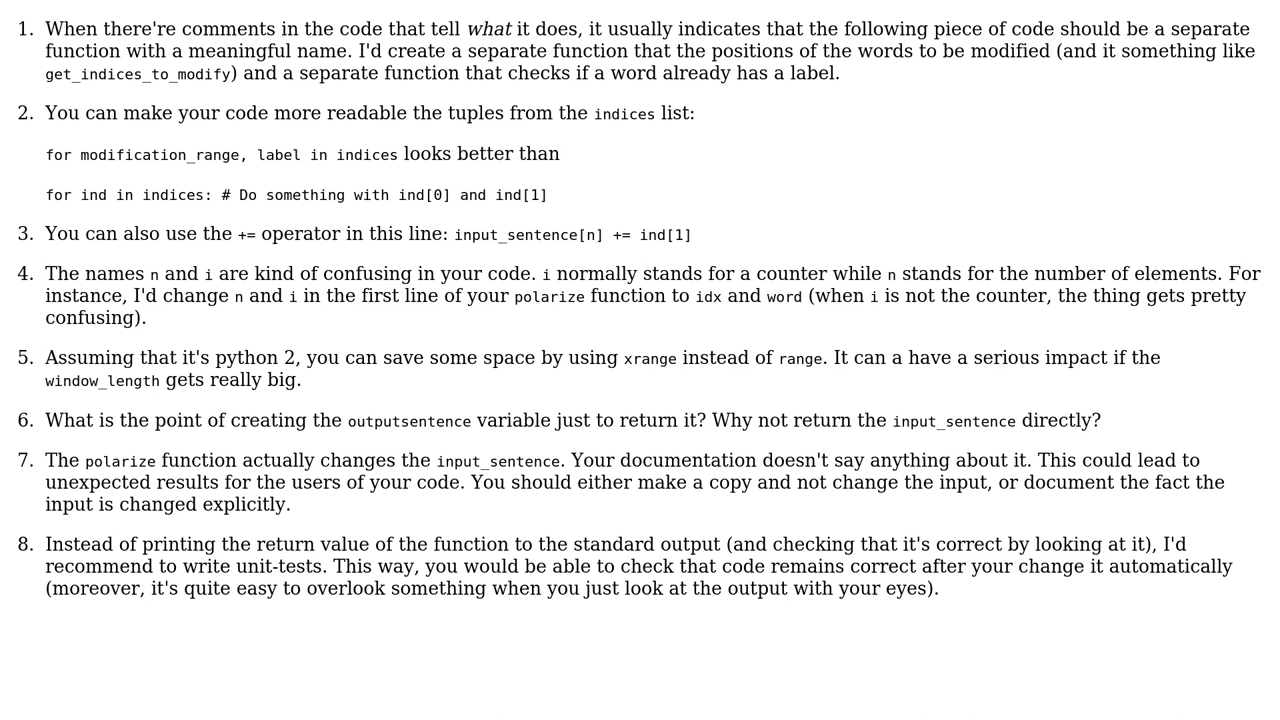 1. When there're comments in the code that tell what it does, it usually indicates that the following piece of code should be a separate
function with a meaningful name. I'd create a separate function that the positions of the words to be modified (and it something like
get_indices_to_modify) and a separate function that checks if a word already has a label.
2. You can make your code more readable the tuples from the indices list:
for modification_range, label in indices looks better than
for ind in indices: # Do something with ind[0] and ind[1]
3. You can also use the += operator in this line: input_sentence[n] += ind[1]
4. The names n and i are kind of confusing in your code. i normally stands for a counter while n stands for the number of elements. For
instance, I'd change n and i in the first line of your polarize function to idx and word (when i is not the counter, the thing gets pretty
confusing).
5. Assuming that it's python 2, you can save some space by using xrange instead of range. It can a have a serious impact if the
window_length gets really big.
6. What is the point of creating the outputsentence variable just to return it? Why not return the input_sentence directly?
7. The polarize function actually changes the input_sentence. Your documentation doesn't say anything about it. This could lead to
unexpected results for the users of your code. You should either make a copy and not change the input, or document the fact the
input is changed explicitly.
8. Instead of printing the return value of the function to the standard output (and checking that it's correct by looking at it), I'd
recommend to write unit-tests. This way, you would be able to check that code remains correct after your change it automatically
(moreover, it's quite easy to overlook something when you just look at the output with your eyes).